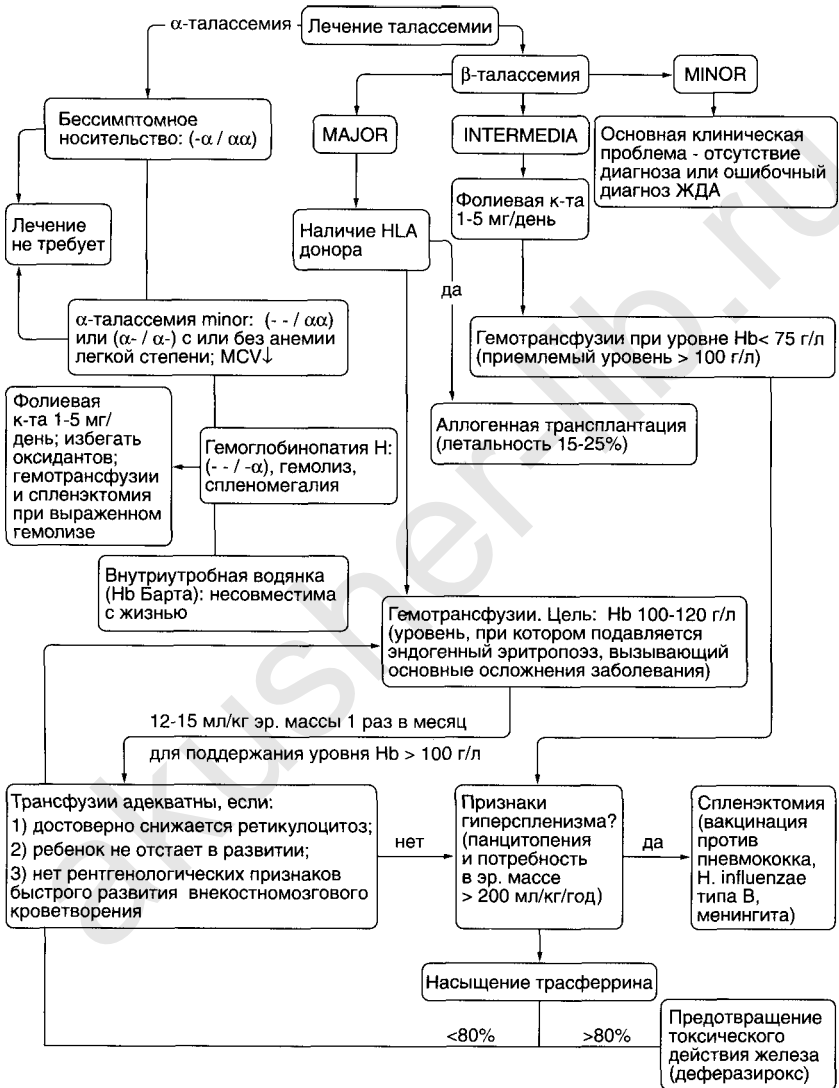 α-талассемия
Лечение талассемии
β-талассемия
MINOR
Бессимптомное
носительство: (-α / αα)
MAJOR
INTERMEDIA
Основная клиническая
проблема - отсутствие
диагноза или ошибочный
диагноз ЖДА
Лечение
не требует
Наличие HLA
донора
Фолиевая к-та
1-5 мг/день
да
α-талассемия minor: (- - / αα)
или (α- / α-) с или без анемии
легкой степени; MCV↓
Гемотрансфузии при уровне Hb< 75 г/л
(приемлемый уровень > 100 г/л)
Фолиевая
к-та 1-5 мг/
день; избегать
оксидантов;
гемотрансфузии
и спленэктомия
при выраженном
гемолизе
Гемоглобинопатия H:
(- - / -α), гемолиз,
спленомегалия
Аллогенная трансплантация
(летальность 15-25%)
Внутриутробная водянка
(Hb Барта): несовместима
с жизнью
Гемотрансфузии. Цель: Hb 100-120 г/л
(уровень, при котором подавляется
эндогенный эритропоэз, вызывающий
основные осложнения заболевания)
12-15 мл/кг эр. массы 1 раз в месяц
для поддержания уровня Hb > 100 г/л
Трансфузии адекватны, если:
1) достоверно снижается ретикулоцитоз;
2) ребенок не отстает в развитии;
3) нет рентгенологических признаков
быстрого развития внекостномозгового
кроветворения
нет
Признаки
гиперспленизма?
(панцитопения
и потребность
в эр. массе
> 200 мл/кг/год)
да
Спленэктомия
(вакцинация
против
пневмококка,
H. influenzae
типа B,
менингита)
Насыщение трасферрина
<80%
>80%
Предотвращение
токсического
действия железа
(деферазирокс)
akusher-lib.ru